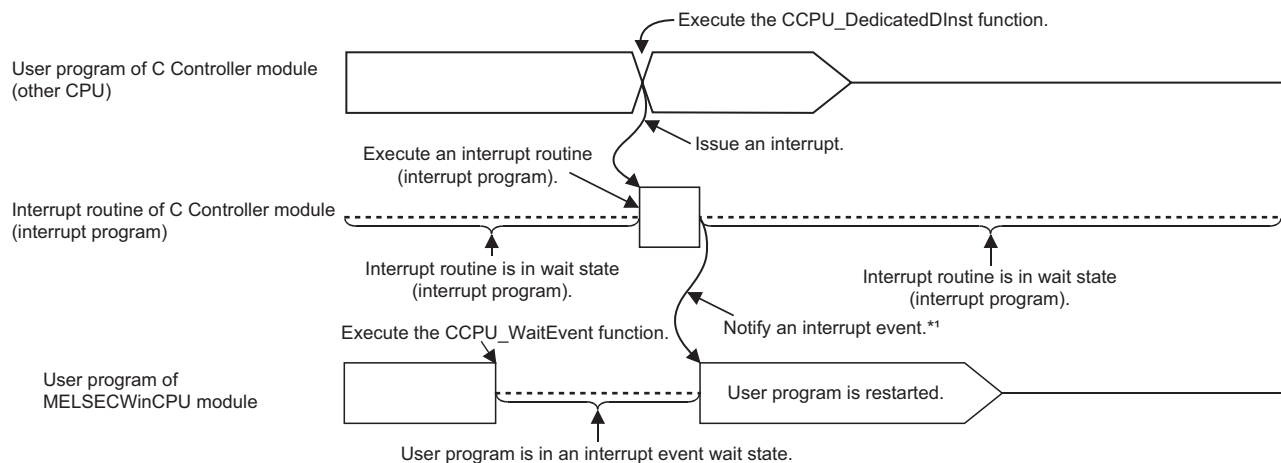 Execute the CCPU_DedicatedDInst function.
User program of C Controller module
(other CPU)
Issue an interrupt.
Execute an interrupt routine
(interrupt program).
Interrupt routine of C Controller module
(interrupt program)
Interrupt routine is in wait state
(interrupt program).
Interrupt routine is in wait state
(interrupt program).
Notify an interrupt event.*¹
Execute the CCPU_WaitEvent function.
User program of
MELSECWinCPU module
User program is restarted.
User program is in an interrupt event wait state.